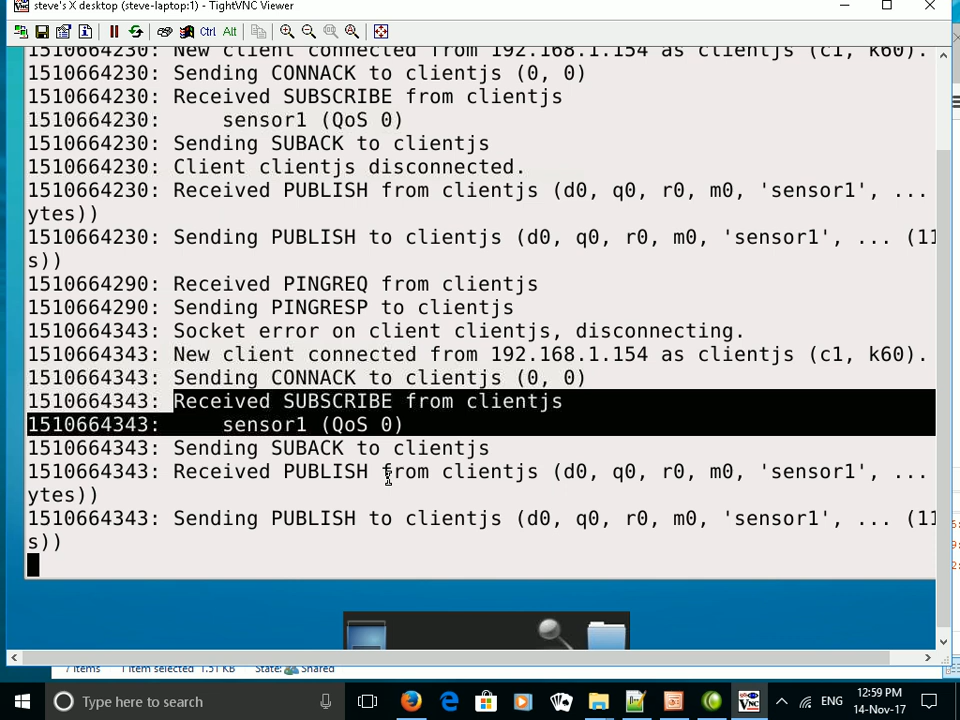 steve's X desktop (steve-laptop:1) - TightVNC Viewer
Ctrl Alt
1510664230: New client connected from 192.168.1.154 as clientjs (c1, k60).
1510664230: Sending CONNACK to clientjs (0, 0)
1510664230: Received SUBSCRIBE from clientjs
1510664230:     sensor1 (QoS 0)
1510664230: Sending SUBACK to clientjs
1510664230: Client clientjs disconnected.
1510664230: Received PUBLISH from clientjs (d0, q0, r0, m0, 'sensor1', ...
ytes))
1510664230: Sending PUBLISH to clientjs (d0, q0, r0, m0, 'sensor1', ... (11
s))
1510664290: Received PINGREQ from clientjs
1510664290: Sending PINGRESP to clientjs
1510664343: Socket error on client clientjs, disconnecting.
1510664343: New client connected from 192.168.1.154 as clientjs (c1, k60).
1510664343: Sending CONNACK to clientjs (0, 0)
1510664343: Received SUBSCRIBE from clientjs
1510664343:     sensor1 (QoS 0)
1510664343: Sending SUBACK to clientjs
1510664343: Received PUBLISH from clientjs (d0, q0, r0, m0, 'sensor1', ...
ytes))
1510664343: Sending PUBLISH to clientjs (d0, q0, r0, m0, 'sensor1', ... (11
s))
7 items 1 item selected 1.51 KB State: Shared
Type here to search
ENG
12:59 PM
14-Nov-17